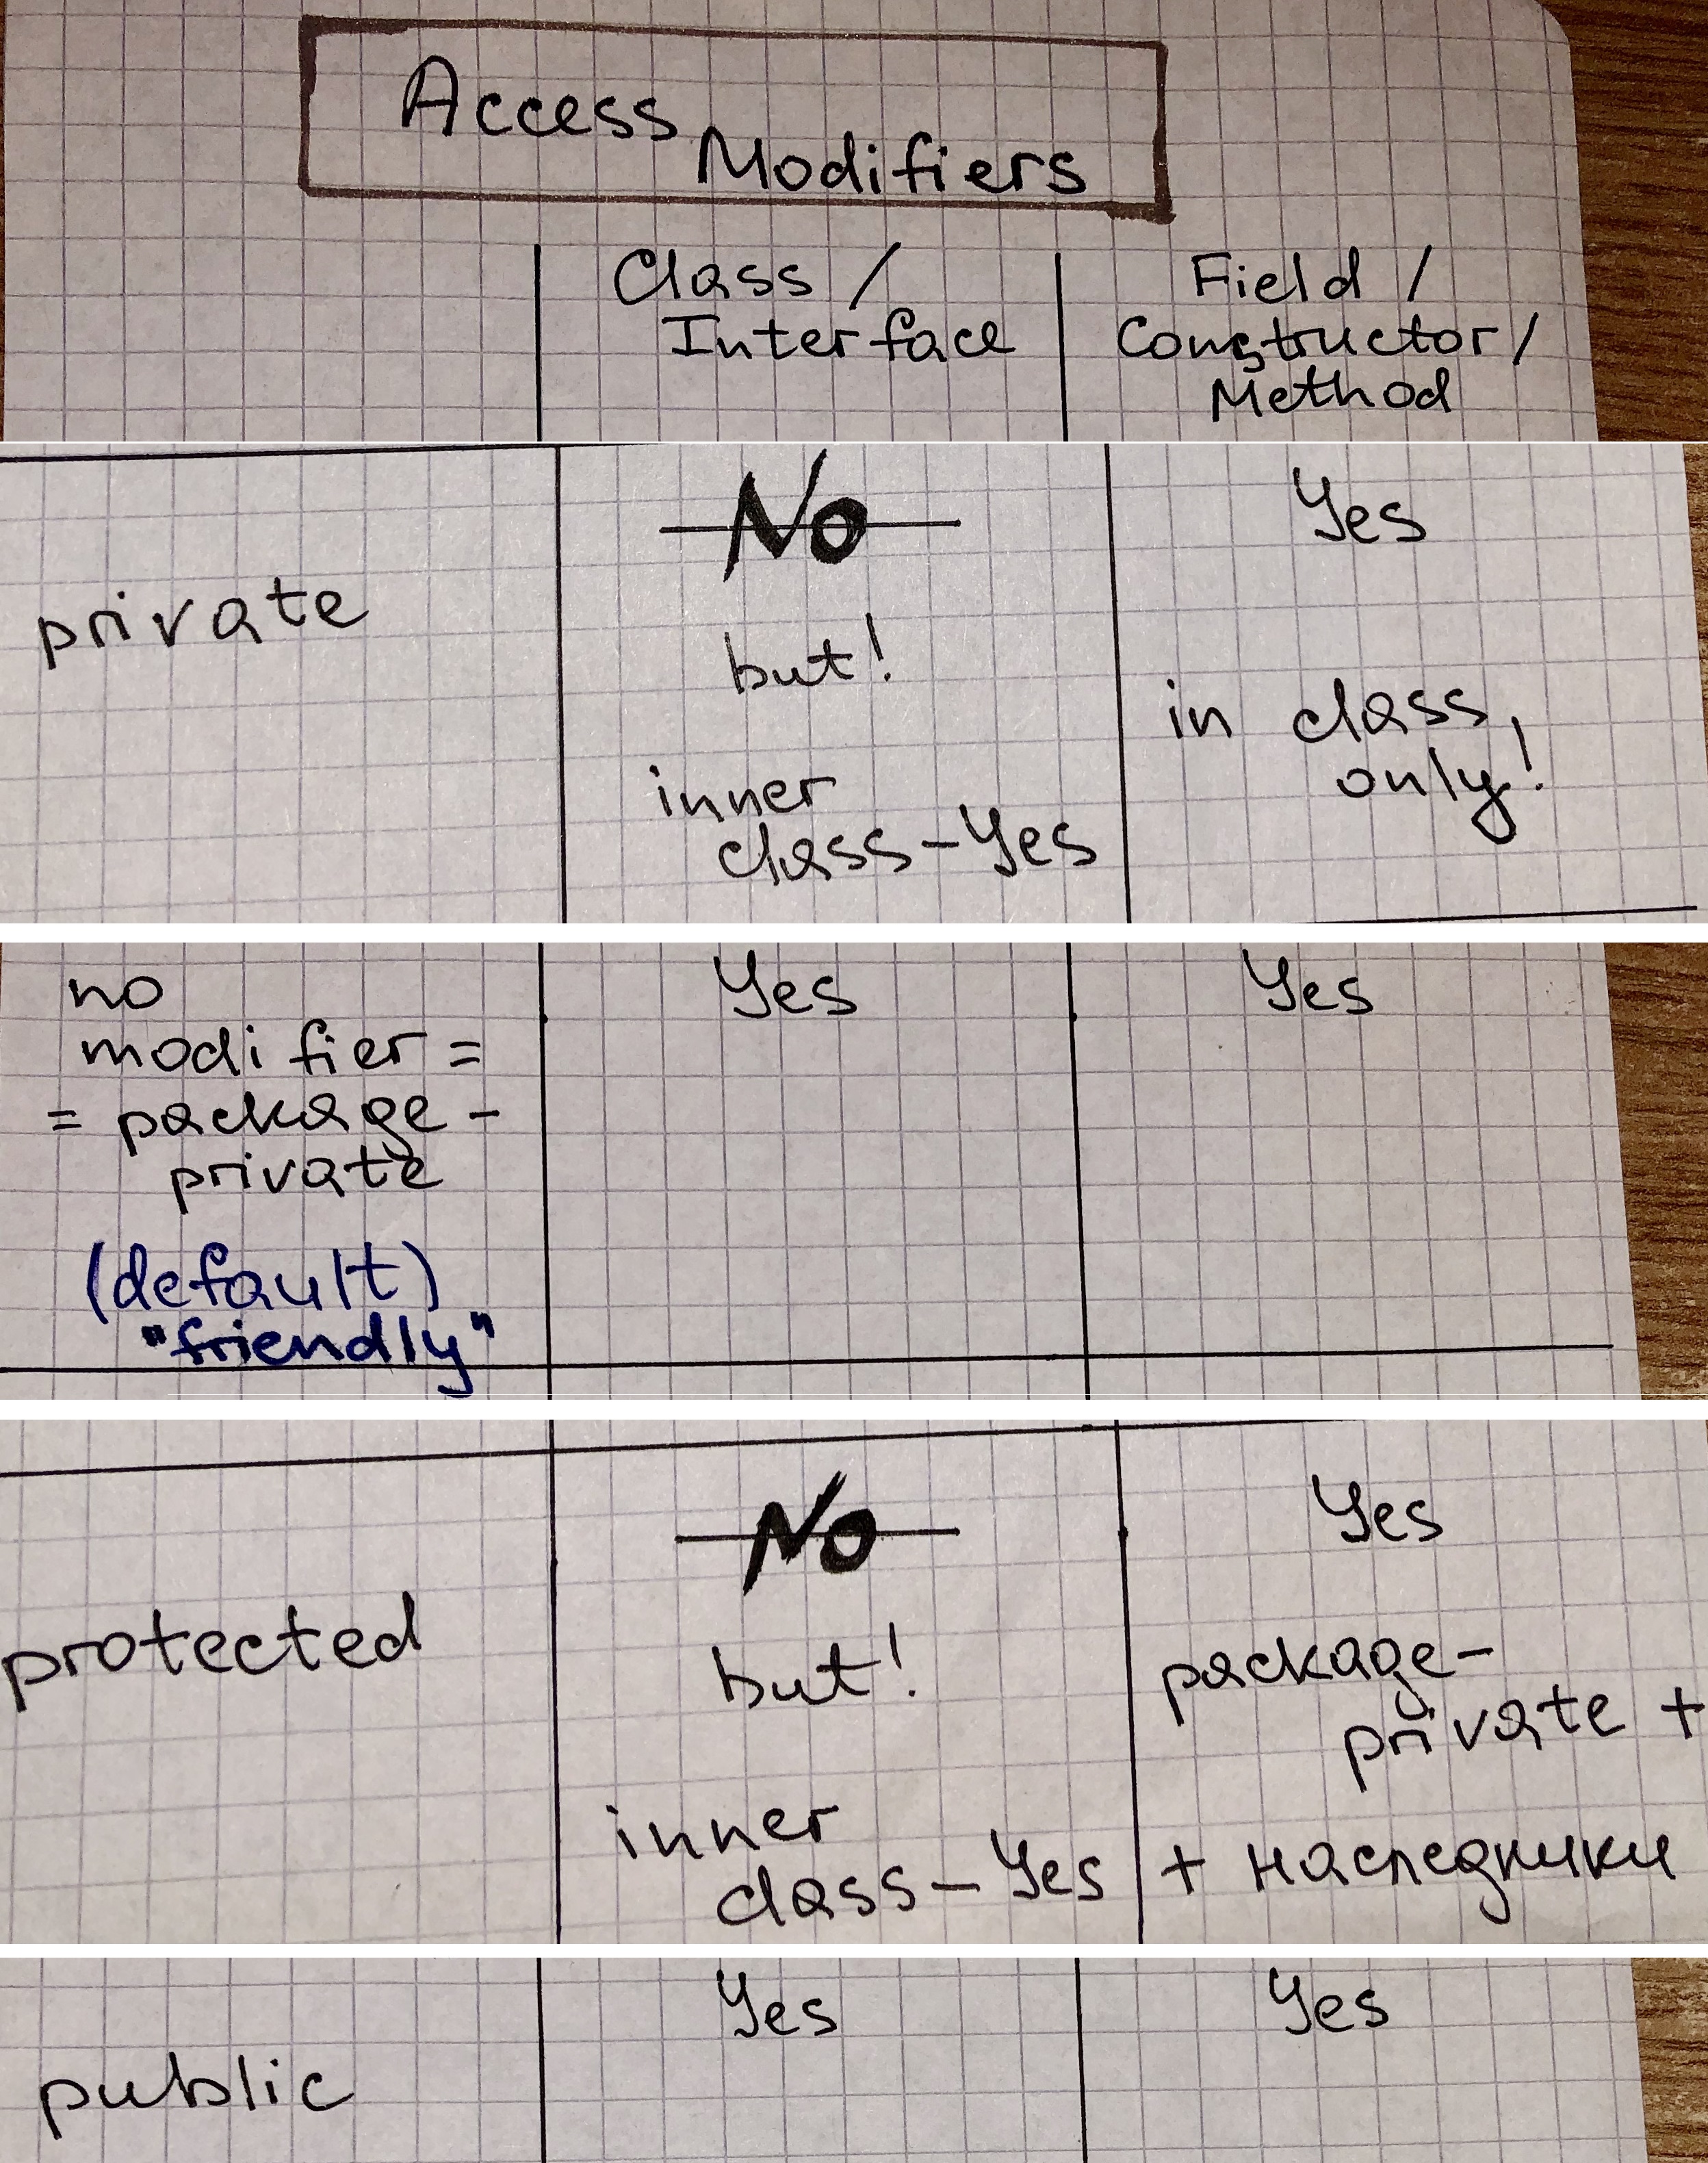 Access
Modifiers
Class / 
Interface
Field /
Constructor/
Method
private
No
but!
inner
class-Yes
Yes
in class,
only!
no
modifier =
= package-
private
(default)
"friendly"
Yes
Yes
protected
No
but!
inner
class-Yes
Yes
package-
private +
+ наследники
public
Yes
Yes